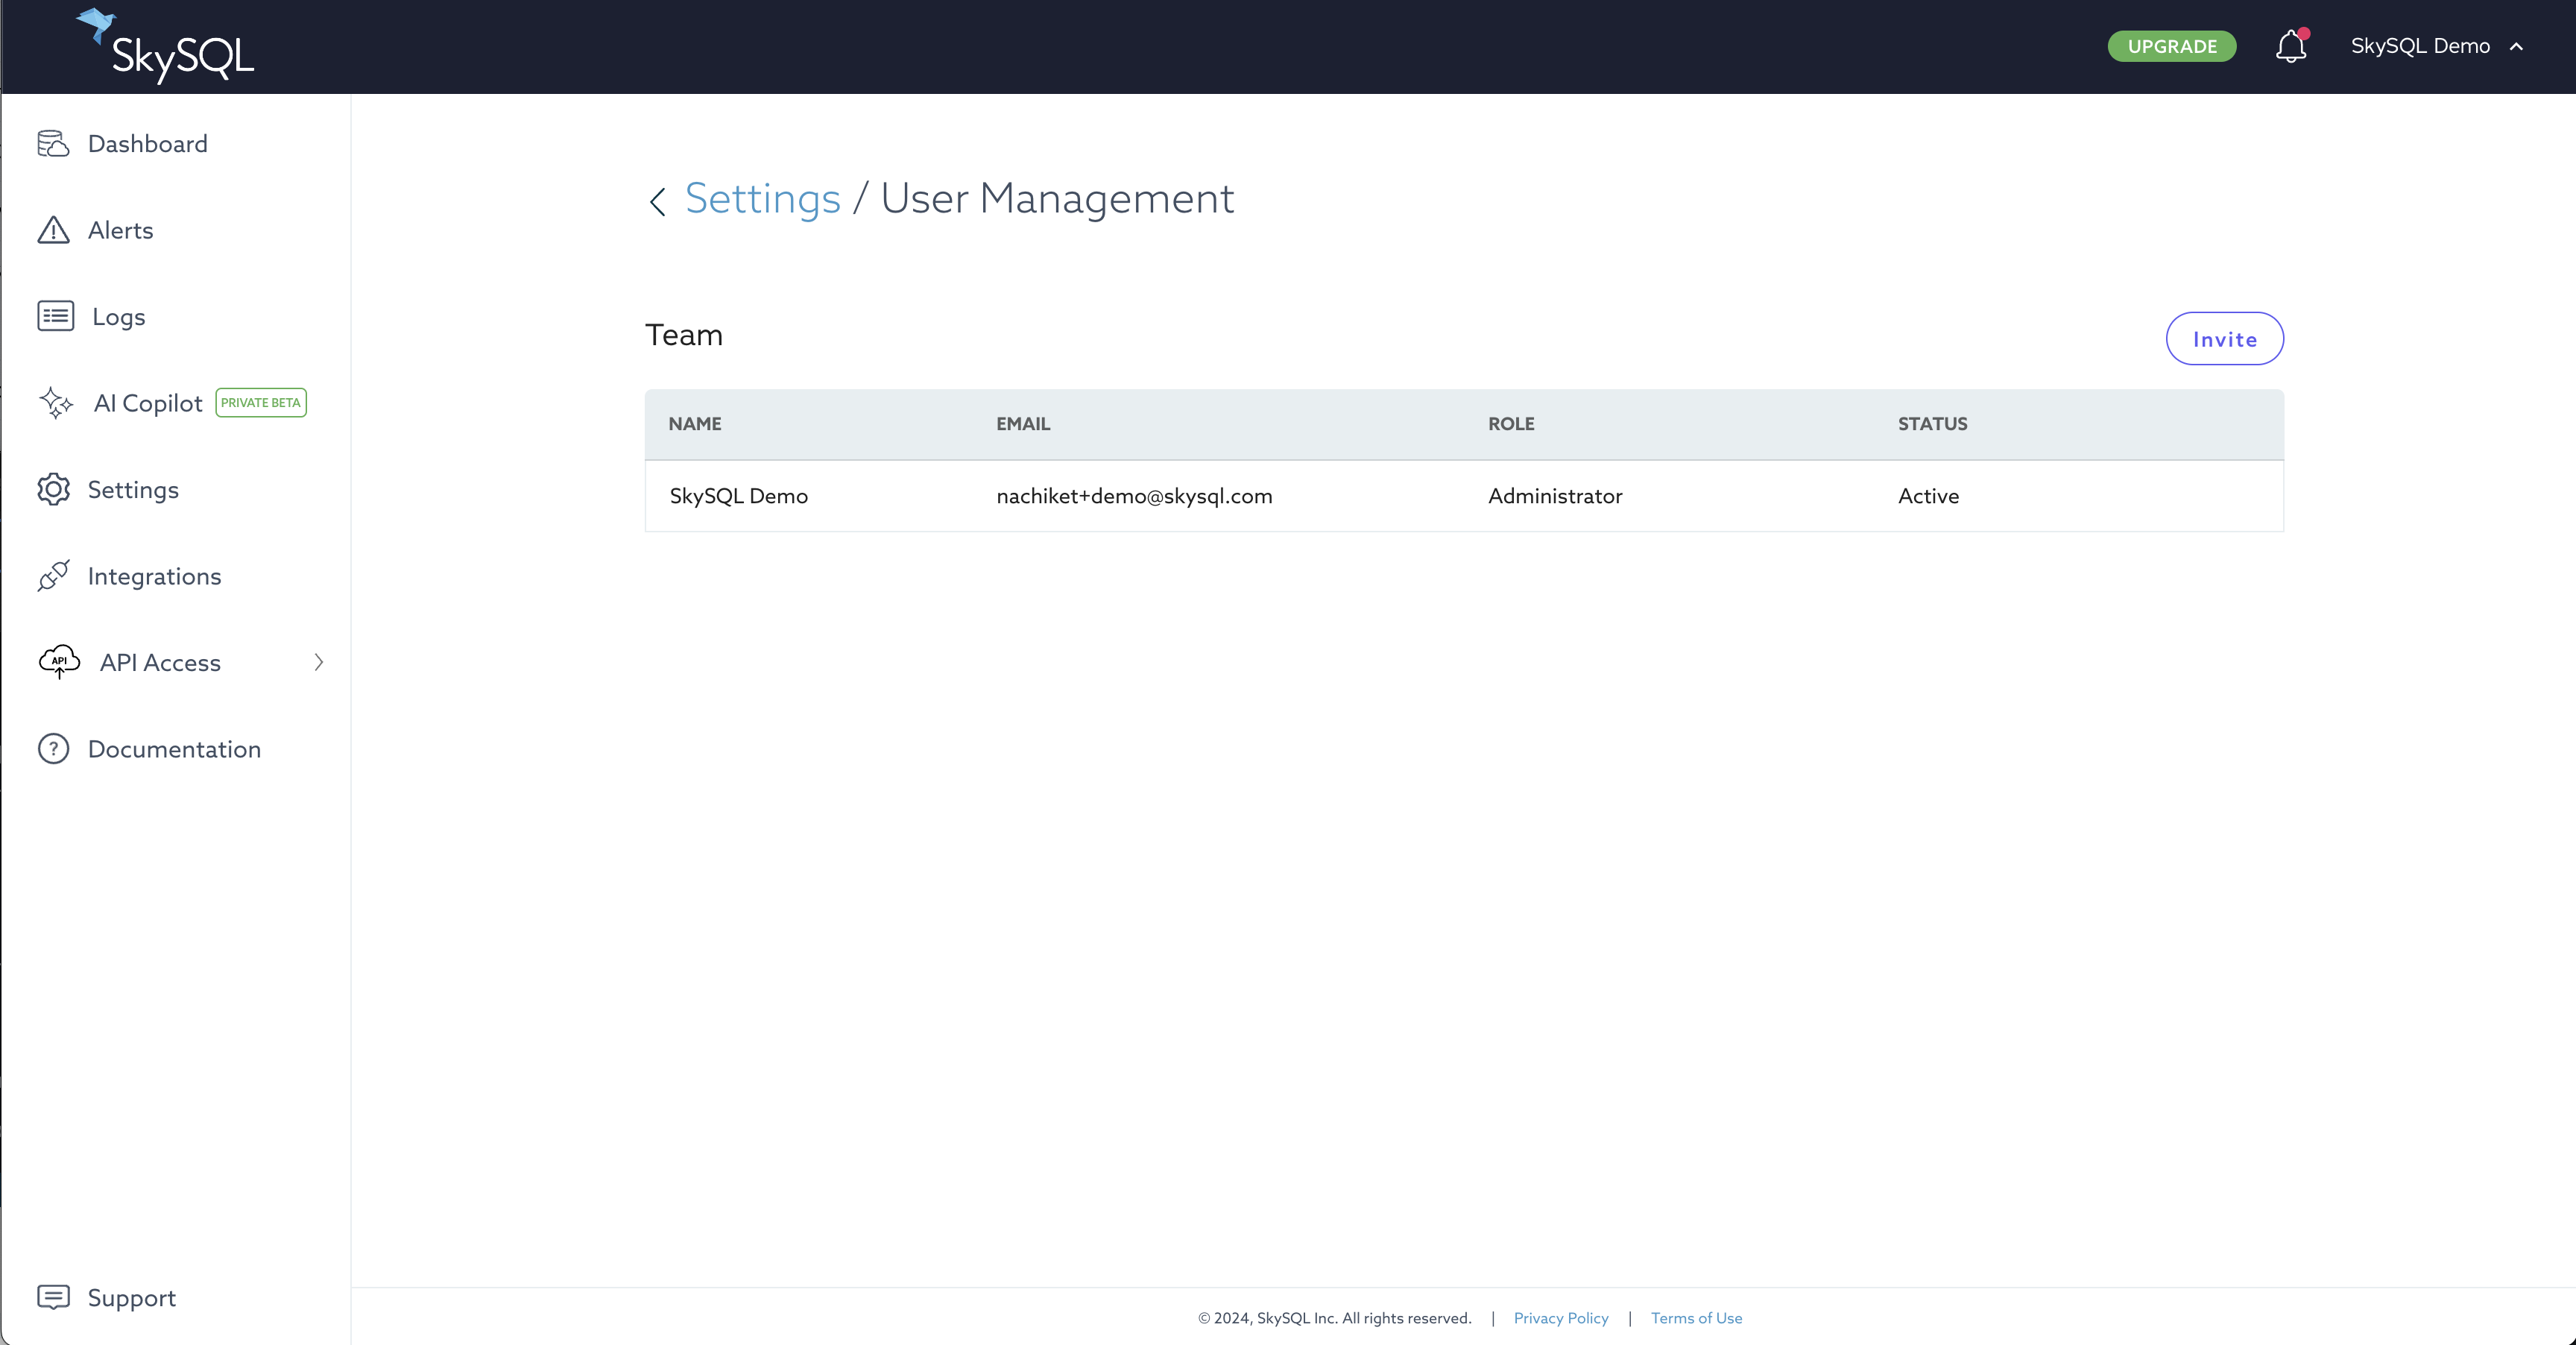 SkySQL
UPGRADE
SkySQL Demo
Dashboard
Alerts
Logs
AI Copilot PRIVATE BETA
Settings
Integrations
API API Access
Documentation
Support
Settings / User Management
Team
Invite
NAME EMAIL ROLE STATUS
SkySQL Demo nachiket+demo@skysql.com Administrator Active
© 2024, SkySQL Inc. All rights reserved. | Privacy Policy | Terms of Use